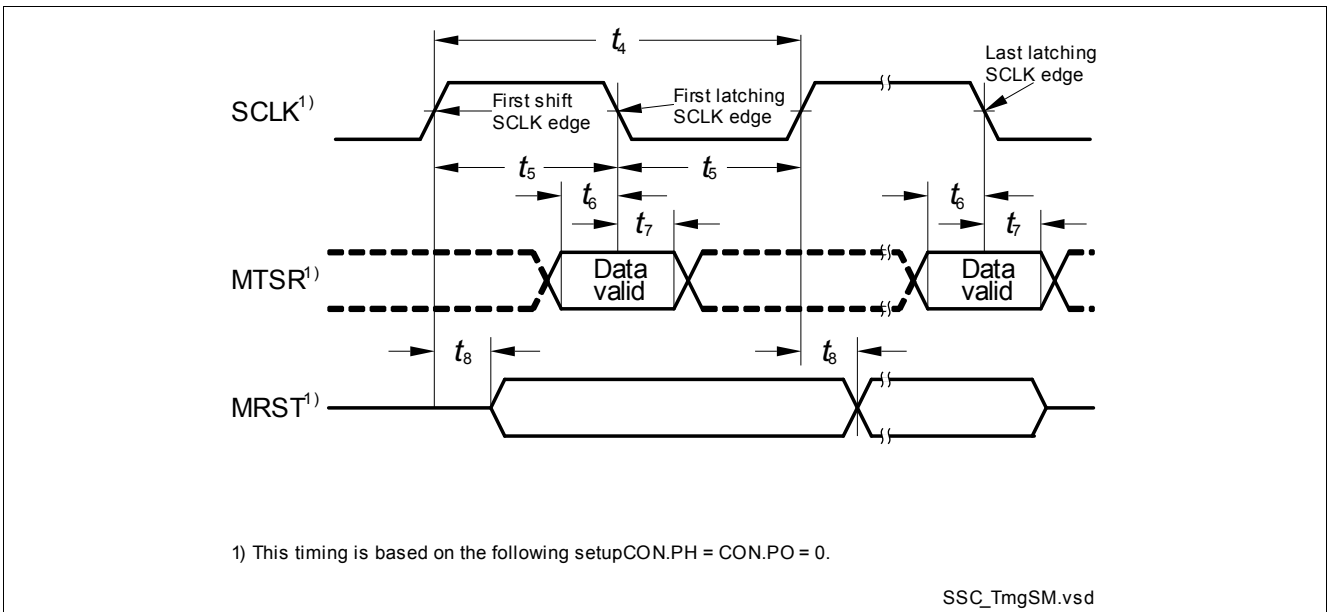 t4
SCLK1)
First shift
SCLK edge
First latching
SCLK edge
Last latching
SCLK edge
t5
t5
t6
t7
t6
t7
MTSR1)
Data
valid
Data
valid
t8
t8
MRST1)
1) This timing is based on the following setupCON.PH = CON.PO = 0.
SSC_TmgSM.vsd